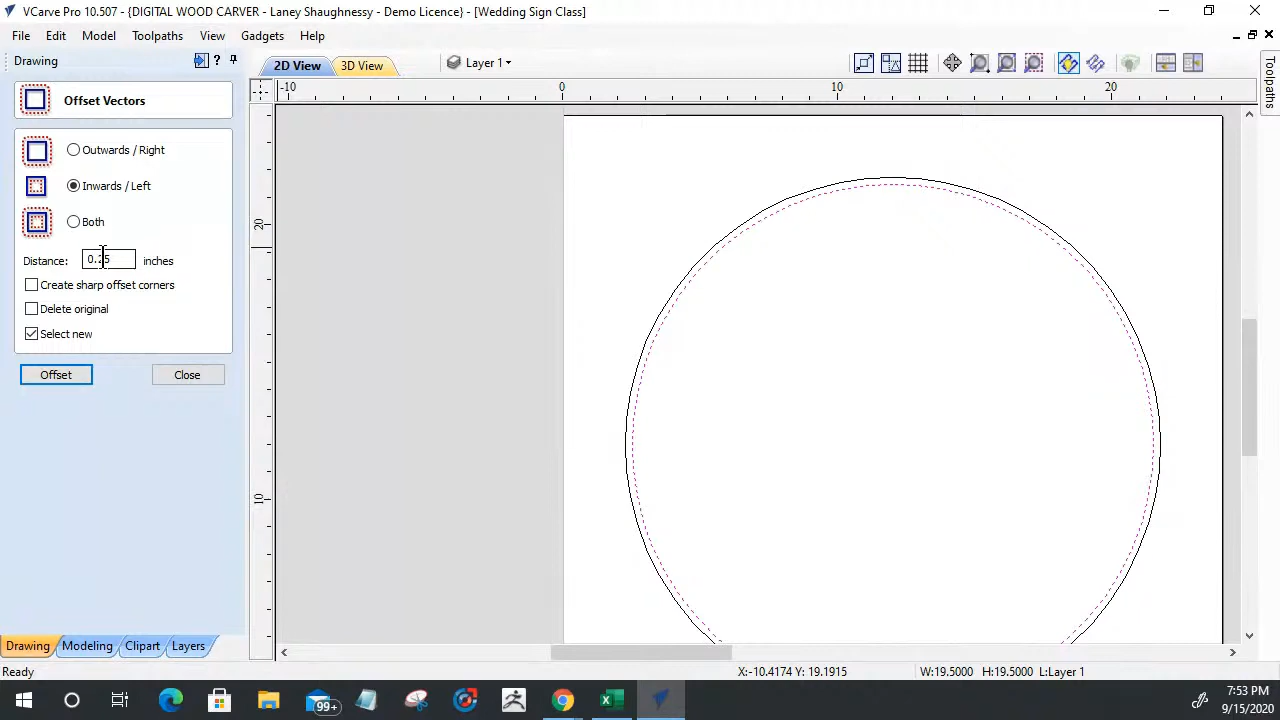 VCarve Pro 10.507 - {DIGITAL WOOD CARVER - Laney Shaughnessy - Demo Licence} - [Wedding Sign Class]
File Edit Model Toolpaths View Gadgets Help
Drawing
?
2D View 3D View Layer 1
Offset Vectors
-10 0 10 20
Toolpaths
Outwards / Right
Inwards / Left
Both
20
Distance: 0.25 inches
Create sharp offset corners
Delete original
Select new
Offset Close
10
Drawing Modeling Clipart Layers
Ready X:-10.4174 Y: 19.1915 W:19.5000 H:19.5000 L:Layer 1
99+
7:53 PM
9/15/2020